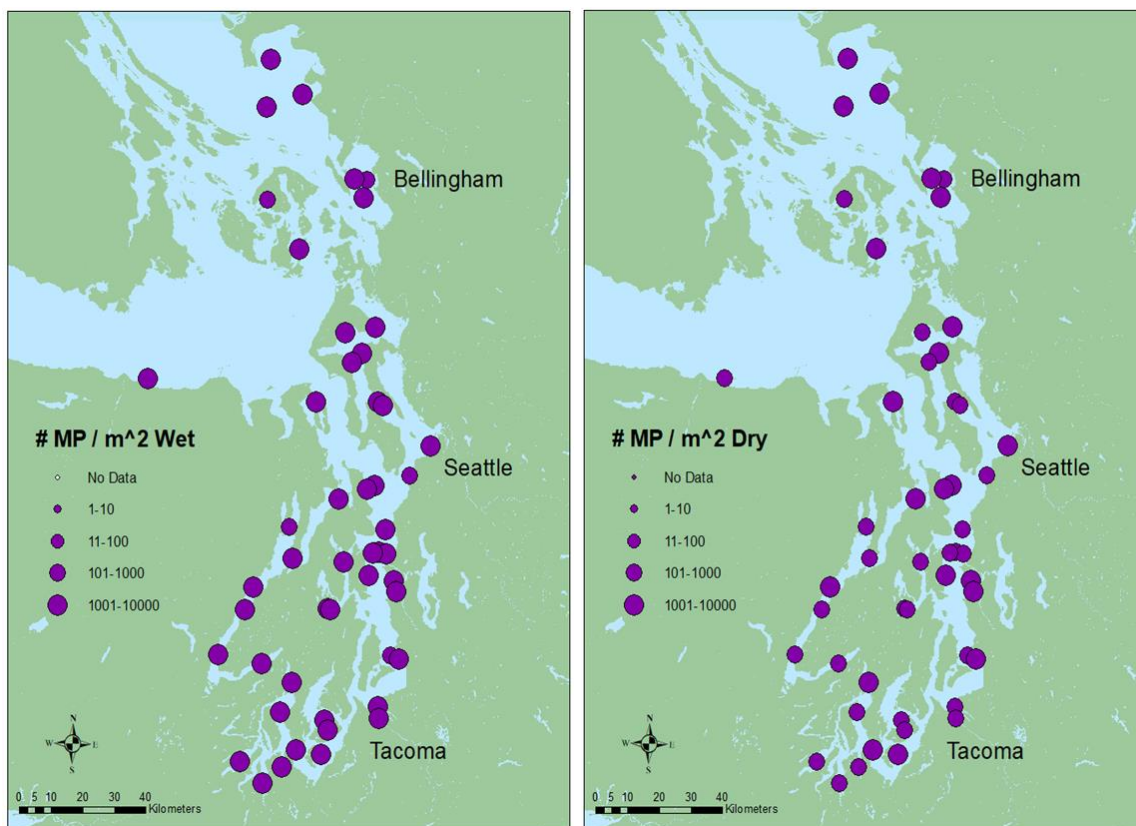 Bellingham
# MP / m^2 Wet
No Data
1-10
11-100
101-1000
1001-10000
Seattle
Tacoma
N
W E
S
0 5 10 20 30 40
Kilometers
Bellingham
# MP / m^2 Dry
No Data
1-10
11-100
101-1000
1001-10000
Seattle
Tacoma
N
W E
S
0 5 10 20 30 40
Kilometers